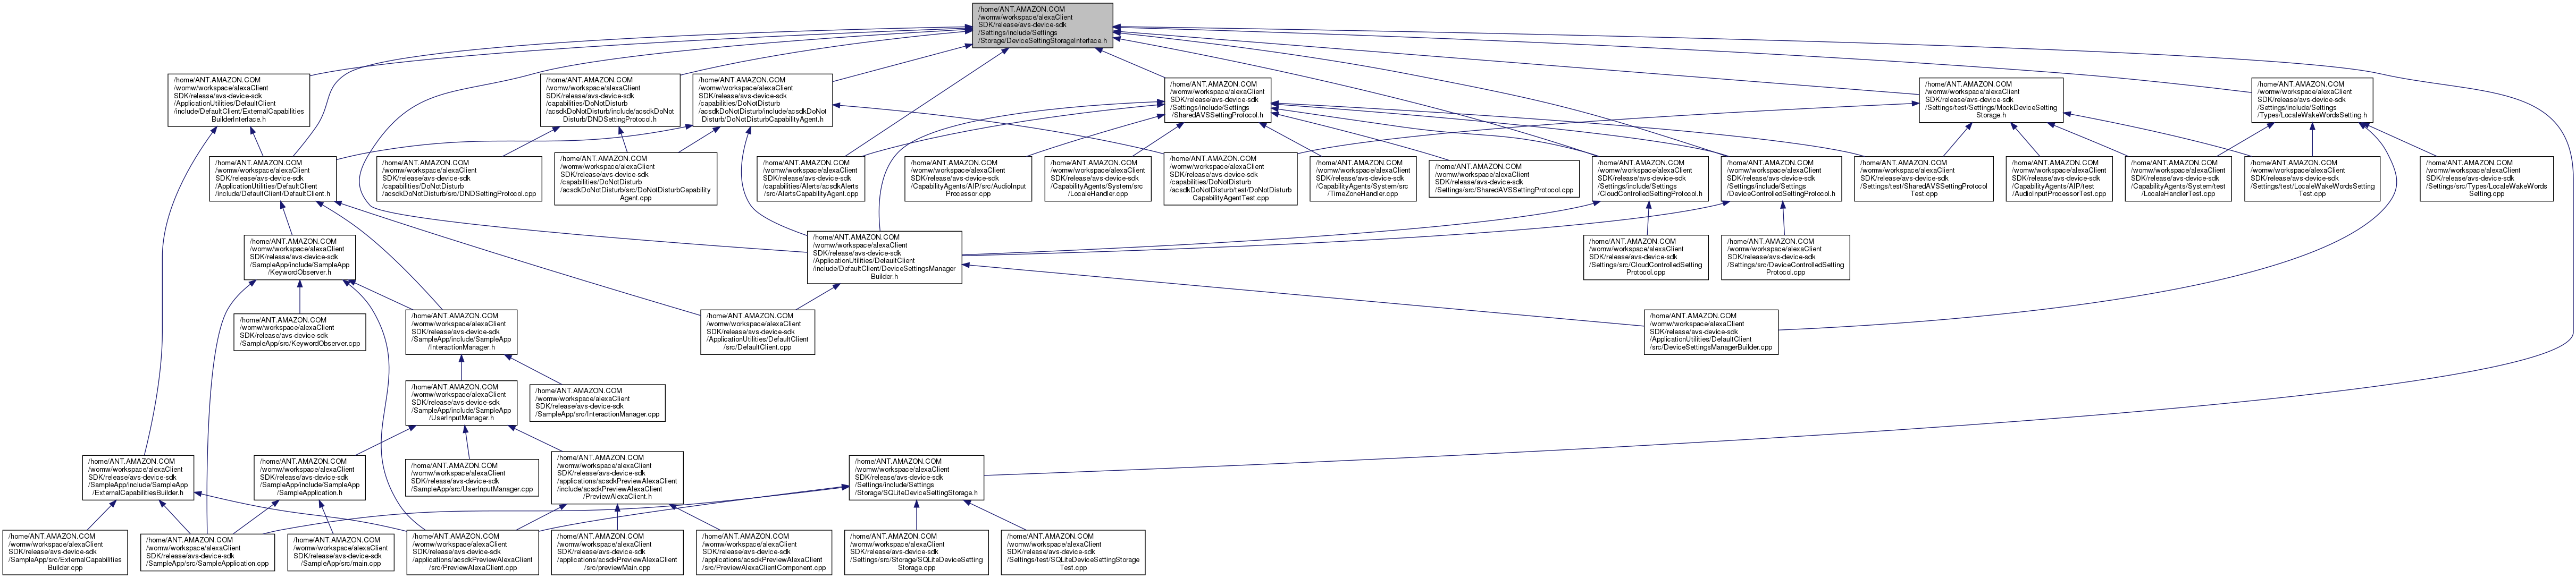 /home/ANT.AMAZON.COM
/womw/workspace/alexaClient
SDK/release/avs-device-sdk
/Settings/include/Settings
/Storage/DeviceSettingStorageInterface.h
/home/ANT.AMAZON.COM
/womw/workspace/alexaClient
SDK/release/avs-device-sdk
/ApplicationUtilities/DefaultClient
/include/DefaultClient/ExternalCapabilities
BuilderInterface.h
/home/ANT.AMAZON.COM
/womw/workspace/alexaClient
SDK/release/avs-device-sdk
/capabilities/DoNotDisturb
/acsdkDoNotDisturb/include/acsdkDoNot
Disturb/DNDSettingProtocol.h
/home/ANT.AMAZON.COM
/womw/workspace/alexaClient
SDK/release/avs-device-sdk
/capabilities/DoNotDisturb
/acsdkDoNotDisturb/include/acsdkDoNot
Disturb/DoNotDisturbCapabilityAgent.h
/home/ANT.AMAZON.COM
/womw/workspace/alexaClient
SDK/release/avs-device-sdk
/Settings/include/Settings
/SharedAVSSettingProtocol.h
/home/ANT.AMAZON.COM
/womw/workspace/alexaClient
SDK/release/avs-device-sdk
/Settings/test/Settings/MockDeviceSetting
Storage.h
/home/ANT.AMAZON.COM
/womw/workspace/alexaClient
SDK/release/avs-device-sdk
/Settings/include/Settings
/Types/LocaleWakeWordsSetting.h
/home/ANT.AMAZON.COM
/womw/workspace/alexaClient
SDK/release/avs-device-sdk
/ApplicationUtilities/DefaultClient
/include/DefaultClient/DefaultClient.h
/home/ANT.AMAZON.COM
/womw/workspace/alexaClient
SDK/release/avs-device-sdk
/capabilities/DoNotDisturb
/acsdkDoNotDisturb/src/DNDSettingProtocol.cpp
/home/ANT.AMAZON.COM
/womw/workspace/alexaClient
SDK/release/avs-device-sdk
/capabilities/DoNotDisturb
/acsdkDoNotDisturb/src/DoNotDisturbCapability
Agent.cpp
/home/ANT.AMAZON.COM
/womw/workspace/alexaClient
SDK/release/avs-device-sdk
/capabilities/Alerts/acsdkAlerts
/src/AlertsCapabilityAgent.cpp
/home/ANT.AMAZON.COM
/womw/workspace/alexaClient
SDK/release/avs-device-sdk
/CapabilityAgents/AIP/src/AudioInput
Processor.cpp
/home/ANT.AMAZON.COM
/womw/workspace/alexaClient
SDK/release/avs-device-sdk
/CapabilityAgents/System/src
/LocaleHandler.cpp
/home/ANT.AMAZON.COM
/womw/workspace/alexaClient
SDK/release/avs-device-sdk
/capabilities/DoNotDisturb
/acsdkDoNotDisturb/test/DoNotDisturb
CapabilityAgentTest.cpp
/home/ANT.AMAZON.COM
/womw/workspace/alexaClient
SDK/release/avs-device-sdk
/CapabilityAgents/System/src
/TimeZoneHandler.cpp
/home/ANT.AMAZON.COM
/womw/workspace/alexaClient
SDK/release/avs-device-sdk
/Settings/src/SharedAVSSettingProtocol.cpp
/home/ANT.AMAZON.COM
/womw/workspace/alexaClient
SDK/release/avs-device-sdk
/Settings/include/Settings
/CloudControlledSettingProtocol.h
/home/ANT.AMAZON.COM
/womw/workspace/alexaClient
SDK/release/avs-device-sdk
/Settings/include/Settings
/DeviceControlledSettingProtocol.h
/home/ANT.AMAZON.COM
/womw/workspace/alexaClient
SDK/release/avs-device-sdk
/Settings/test/SharedAVSSettingProtocol
Test.cpp
/home/ANT.AMAZON.COM
/womw/workspace/alexaClient
SDK/release/avs-device-sdk
/CapabilityAgents/AIP/test
/AudioInputProcessorTest.cpp
/home/ANT.AMAZON.COM
/womw/workspace/alexaClient
SDK/release/avs-device-sdk
/CapabilityAgents/System/test
/LocaleHandlerTest.cpp
/home/ANT.AMAZON.COM
/womw/workspace/alexaClient
SDK/release/avs-device-sdk
/Settings/test/LocaleWakeWordsSetting
Test.cpp
/home/ANT.AMAZON.COM
/womw/workspace/alexaClient
SDK/release/avs-device-sdk
/Settings/src/Types/LocaleWakeWords
Setting.cpp
/home/ANT.AMAZON.COM
/womw/workspace/alexaClient
SDK/release/avs-device-sdk
/SampleApp/include/SampleApp
/KeywordObserver.h
/home/ANT.AMAZON.COM
/womw/workspace/alexaClient
SDK/release/avs-device-sdk
/ApplicationUtilities/DefaultClient
/include/DefaultClient/DeviceSettingsManager
Builder.h
/home/ANT.AMAZON.COM
/womw/workspace/alexaClient
SDK/release/avs-device-sdk
/Settings/src/CloudControlledSetting
Protocol.cpp
/home/ANT.AMAZON.COM
/womw/workspace/alexaClient
SDK/release/avs-device-sdk
/Settings/src/DeviceControlledSetting
Protocol.cpp
/home/ANT.AMAZON.COM
/womw/workspace/alexaClient
SDK/release/avs-device-sdk
/SampleApp/src/KeywordObserver.cpp
/home/ANT.AMAZON.COM
/womw/workspace/alexaClient
SDK/release/avs-device-sdk
/SampleApp/include/SampleApp
/InteractionManager.h
/home/ANT.AMAZON.COM
/womw/workspace/alexaClient
SDK/release/avs-device-sdk
/ApplicationUtilities/DefaultClient
/src/DefaultClient.cpp
/home/ANT.AMAZON.COM
/womw/workspace/alexaClient
SDK/release/avs-device-sdk
/ApplicationUtilities/DefaultClient
/src/DeviceSettingsManagerBuilder.cpp
/home/ANT.AMAZON.COM
/womw/workspace/alexaClient
SDK/release/avs-device-sdk
/SampleApp/include/SampleApp
/UserInputManager.h
/home/ANT.AMAZON.COM
/womw/workspace/alexaClient
SDK/release/avs-device-sdk
/SampleApp/src/InteractionManager.cpp
/home/ANT.AMAZON.COM
/womw/workspace/alexaClient
SDK/release/avs-device-sdk
/SampleApp/include/SampleApp
/ExternalCapabilitiesBuilder.h
/home/ANT.AMAZON.COM
/womw/workspace/alexaClient
SDK/release/avs-device-sdk
/SampleApp/include/SampleApp
/SampleApplication.h
/home/ANT.AMAZON.COM
/womw/workspace/alexaClient
SDK/release/avs-device-sdk
/SampleApp/src/UserInputManager.cpp
/home/ANT.AMAZON.COM
/womw/workspace/alexaClient
SDK/release/avs-device-sdk
/applications/acsdkPreviewAlexaClient
/include/acsdkPreviewAlexaClient
/PreviewAlexaClient.h
/home/ANT.AMAZON.COM
/womw/workspace/alexaClient
SDK/release/avs-device-sdk
/Settings/include/Settings
/Storage/SQLiteDeviceSettingStorage.h
/home/ANT.AMAZON.COM
/womw/workspace/alexaClient
SDK/release/avs-device-sdk
/SampleApp/src/ExternalCapabilities
Builder.cpp
/home/ANT.AMAZON.COM
/womw/workspace/alexaClient
SDK/release/avs-device-sdk
/SampleApp/src/SampleApplication.cpp
/home/ANT.AMAZON.COM
/womw/workspace/alexaClient
SDK/release/avs-device-sdk
/SampleApp/src/main.cpp
/home/ANT.AMAZON.COM
/womw/workspace/alexaClient
SDK/release/avs-device-sdk
/applications/acsdkPreviewAlexaClient
/src/PreviewAlexaClient.cpp
/home/ANT.AMAZON.COM
/womw/workspace/alexaClient
SDK/release/avs-device-sdk
/applications/acsdkPreviewAlexaClient
/src/previewMain.cpp
/home/ANT.AMAZON.COM
/womw/workspace/alexaClient
SDK/release/avs-device-sdk
/applications/acsdkPreviewAlexaClient
/src/PreviewAlexaClientComponent.cpp
/home/ANT.AMAZON.COM
/womw/workspace/alexaClient
SDK/release/avs-device-sdk
/Settings/src/Storage/SQLiteDeviceSetting
Storage.cpp
/home/ANT.AMAZON.COM
/womw/workspace/alexaClient
SDK/release/avs-device-sdk
/Settings/test/SQLiteDeviceSettingStorage
Test.cpp